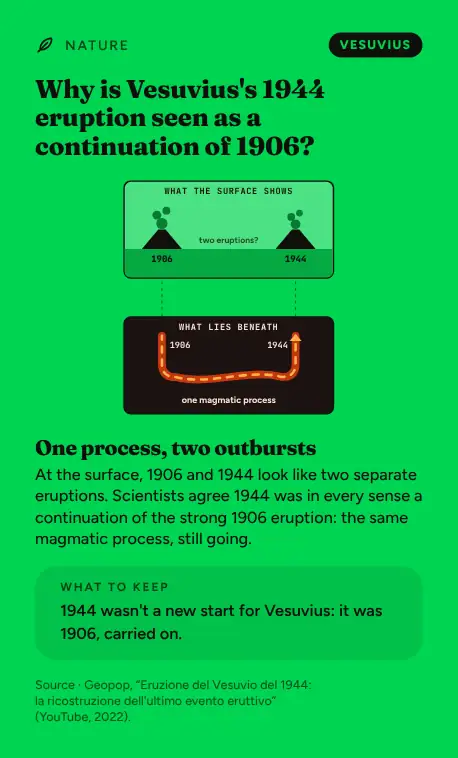 NATURE
VESUVIUS
Why is Vesuvius's 1944
eruption seen as a
continuation of 1906?
WHAT THE SURFACE SHOWS
two eruptions?
1906
1944
WHAT LIES BENEATH
1906
1944
one magmatic process
One process, two outbursts
At the surface, 1906 and 1944 look like two separate
eruptions. Scientists agree 1944 was in every sense a
continuation of the strong 1906 eruption: the same
magmatic process, still going.
WHAT TO KEEP
1944 wasn't a new start for Vesuvius: it was
1906, carried on.
Source · Geopop, “Eruzione del Vesuvio del 1944:
la ricostruzione dell'ultimo evento eruttivo”
(YouTube, 2022).